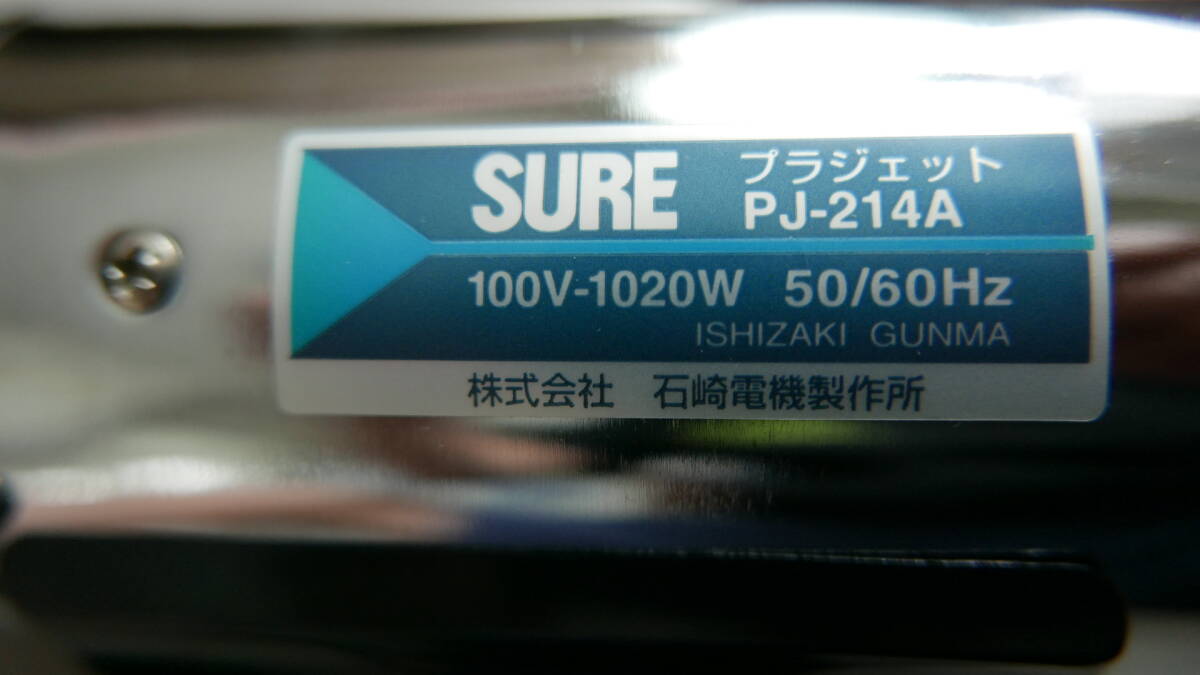 SURE プラジェット
PJ-214A
100V-1020W 50/60Hz
ISHIZAKI GUNMA
株式会社 石崎電機製作所